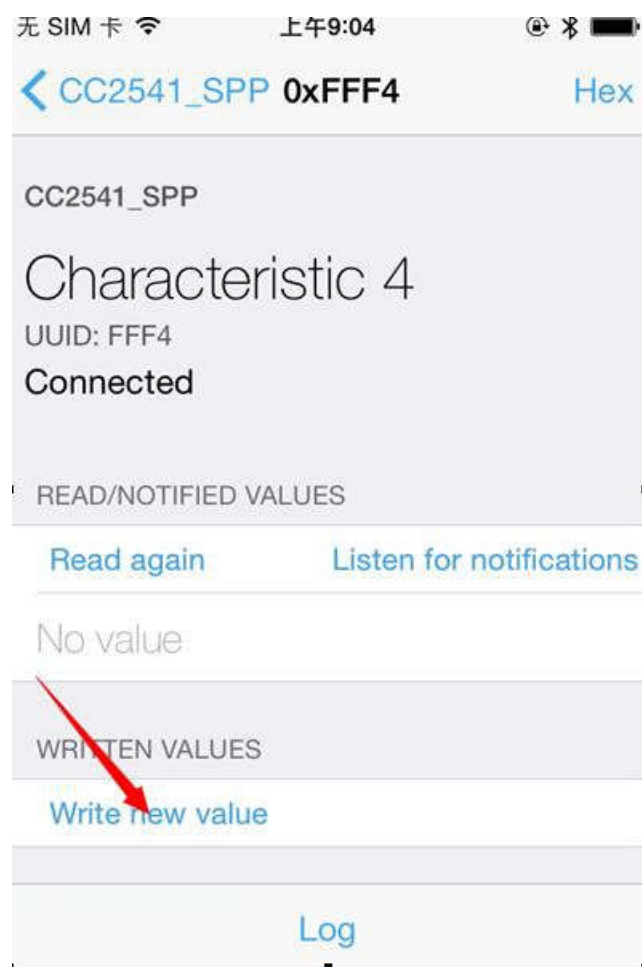 无 SIM 卡 上午9:04
CC2541_SPP 0xFFF4 Hex
CC2541_SPP
Characteristic 4
UUID: FFF4
Connected
READ/NOTIFIED VALUES
Read again Listen for notifications
No value
WRITTEN VALUES
Write new value
Log